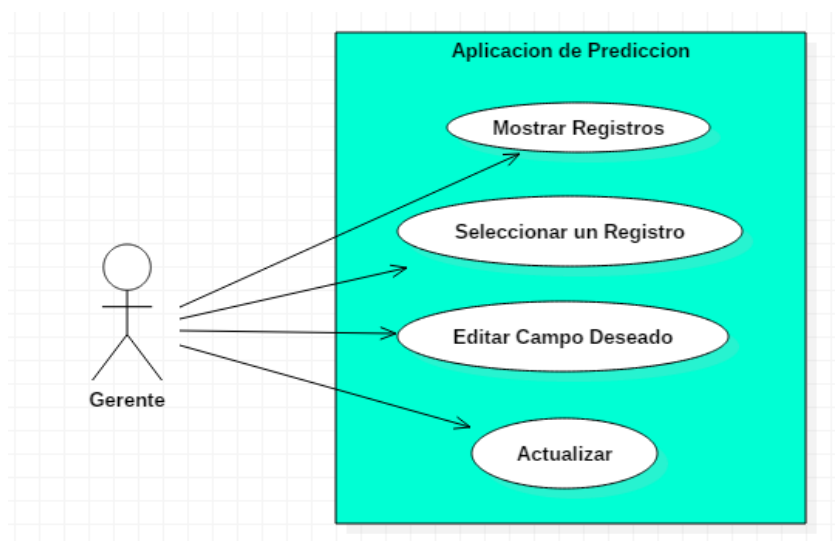 Aplicacion de Prediccion
Mostrar Registros
Seleccionar un Registro
Editar Campo Deseado
Gerente
Actualizar